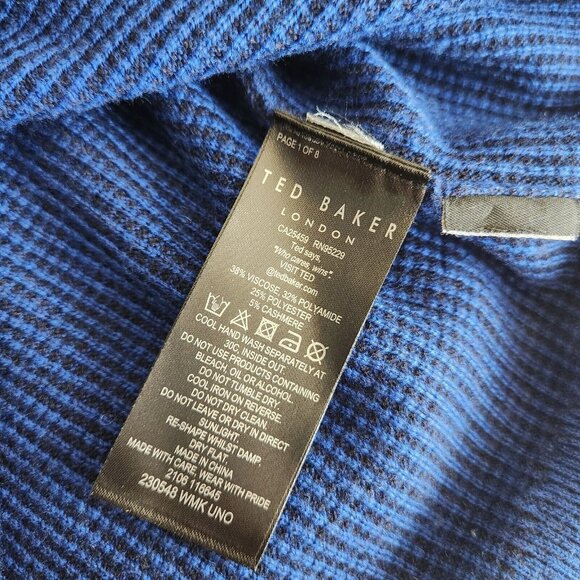 PAGE 1 OF 8
TED BAKER
LONDON
CA25459 RN95229
Ted says,
"Who cares, wins".
VISIT TED
@tedbaker.com
38% VISCOSE 32% POLYAMIDE
25% POLYESTER
5% CASHMERE
COOL HAND WASH SEPARATELY AT
30C. INSIDE OUT.
DO NOT USE PRODUCTS CONTAINING
BLEACH, OIL OR ALCOHOL.
DO NOT TUMBLE DRY.
COOL IRON ON REVERSE.
DO NOT DRY CLEAN.
DO NOT LEAVE OR DRY IN DIRECT
SUNLIGHT.
RE-SHAPE WHILST DAMP.
DRY FLAT
MADE IN CHINA
MADE WITH CARE, WEAR WITH PRIDE
2106 116645
230548 WMK UNO